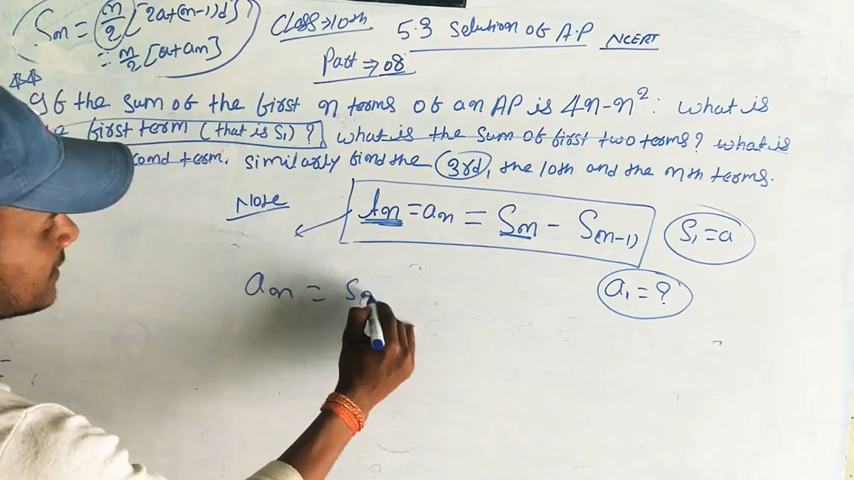 Sn = n/2 [2a+(n-1)d]
∴ n/2 [a+an]
Class→10th
5.3 Solution of A.P NCERT
Part→08
If the sum of the first n terms of an AP is 4n-n²: what is
first term (that is S₁)? what is the sum of first two terms? what is
term. similarly find the 3rd, the 10th and the nth terms.
Note
tn = an = Sn - S(n-1)
S₁ = a
a₁ = ?
an = Sn